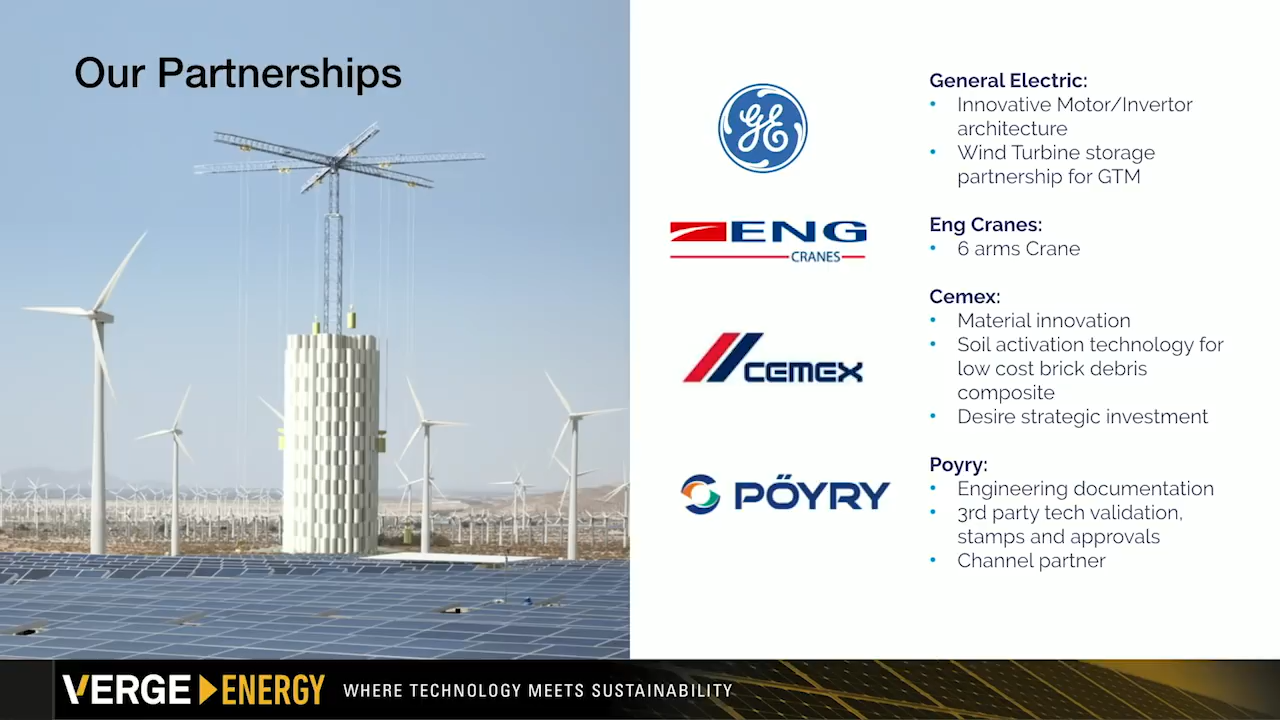 Our Partnerships
GE
General Electric:
• Innovative Motor/Invertor
architecture
• Wind Turbine storage
partnership for GTM
ENG
CRANES
Eng Cranes:
• 6 arms Crane
CEMEX
Cemex:
• Material innovation
• Soil activation technology for
low cost brick debris
composite
• Desire strategic investment
PÖYRY
Poyry:
• Engineering documentation
• 3rd party tech validation,
stamps and approvals
• Channel partner
VERGE ENERGY WHERE TECHNOLOGY MEETS SUSTAINABILITY